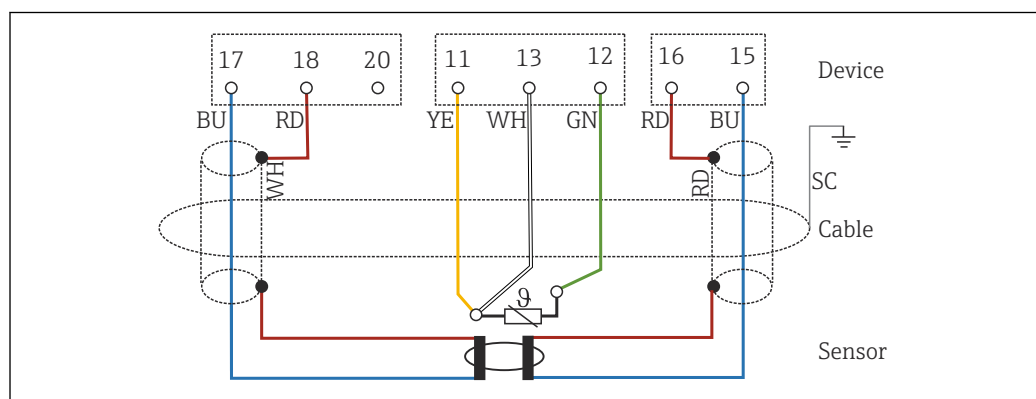 17 18 20 11 13 12 16 15
Device
BU RD YE WH GN RD BU
WH
RD
SC
Cable
ϑ
Sensor